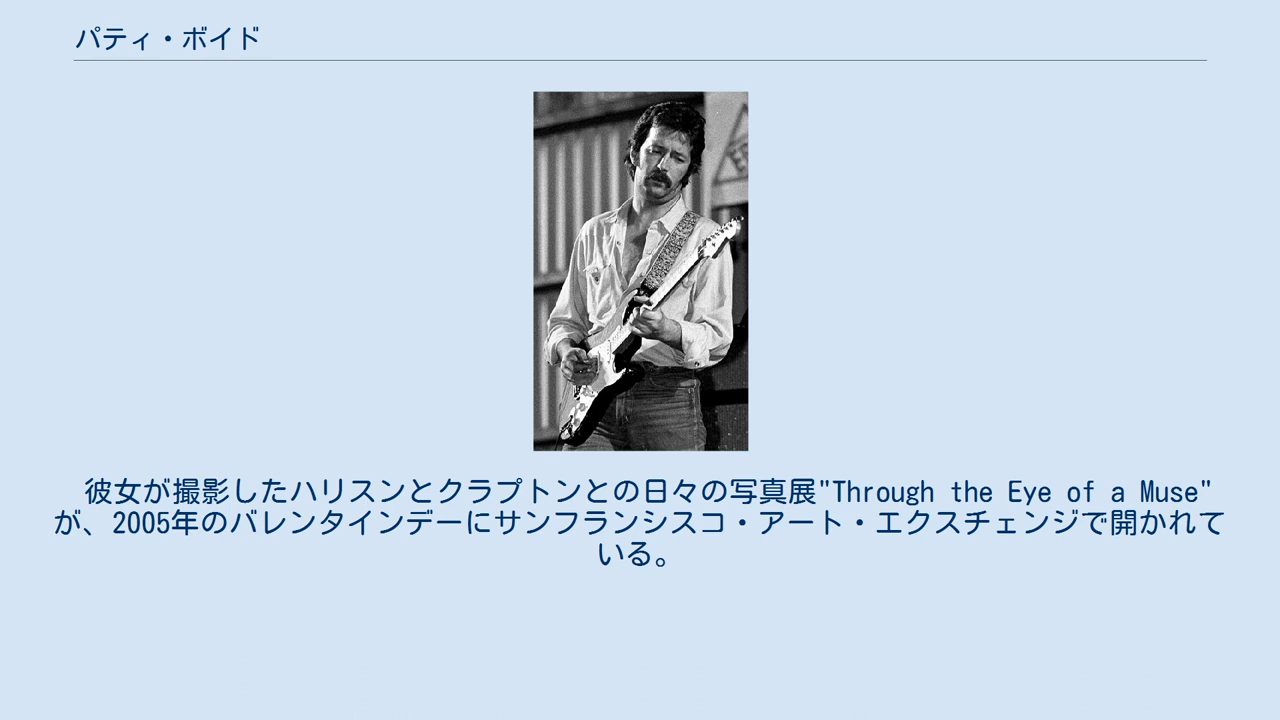 パティ・ボイド
彼女が撮影したハリスンとクラプトンとの日々の写真展"Through the Eye of a Muse"
が、2005年のバレンタインデーにサンフランシスコ・アート・エクスチェンジで開かれて
いる。